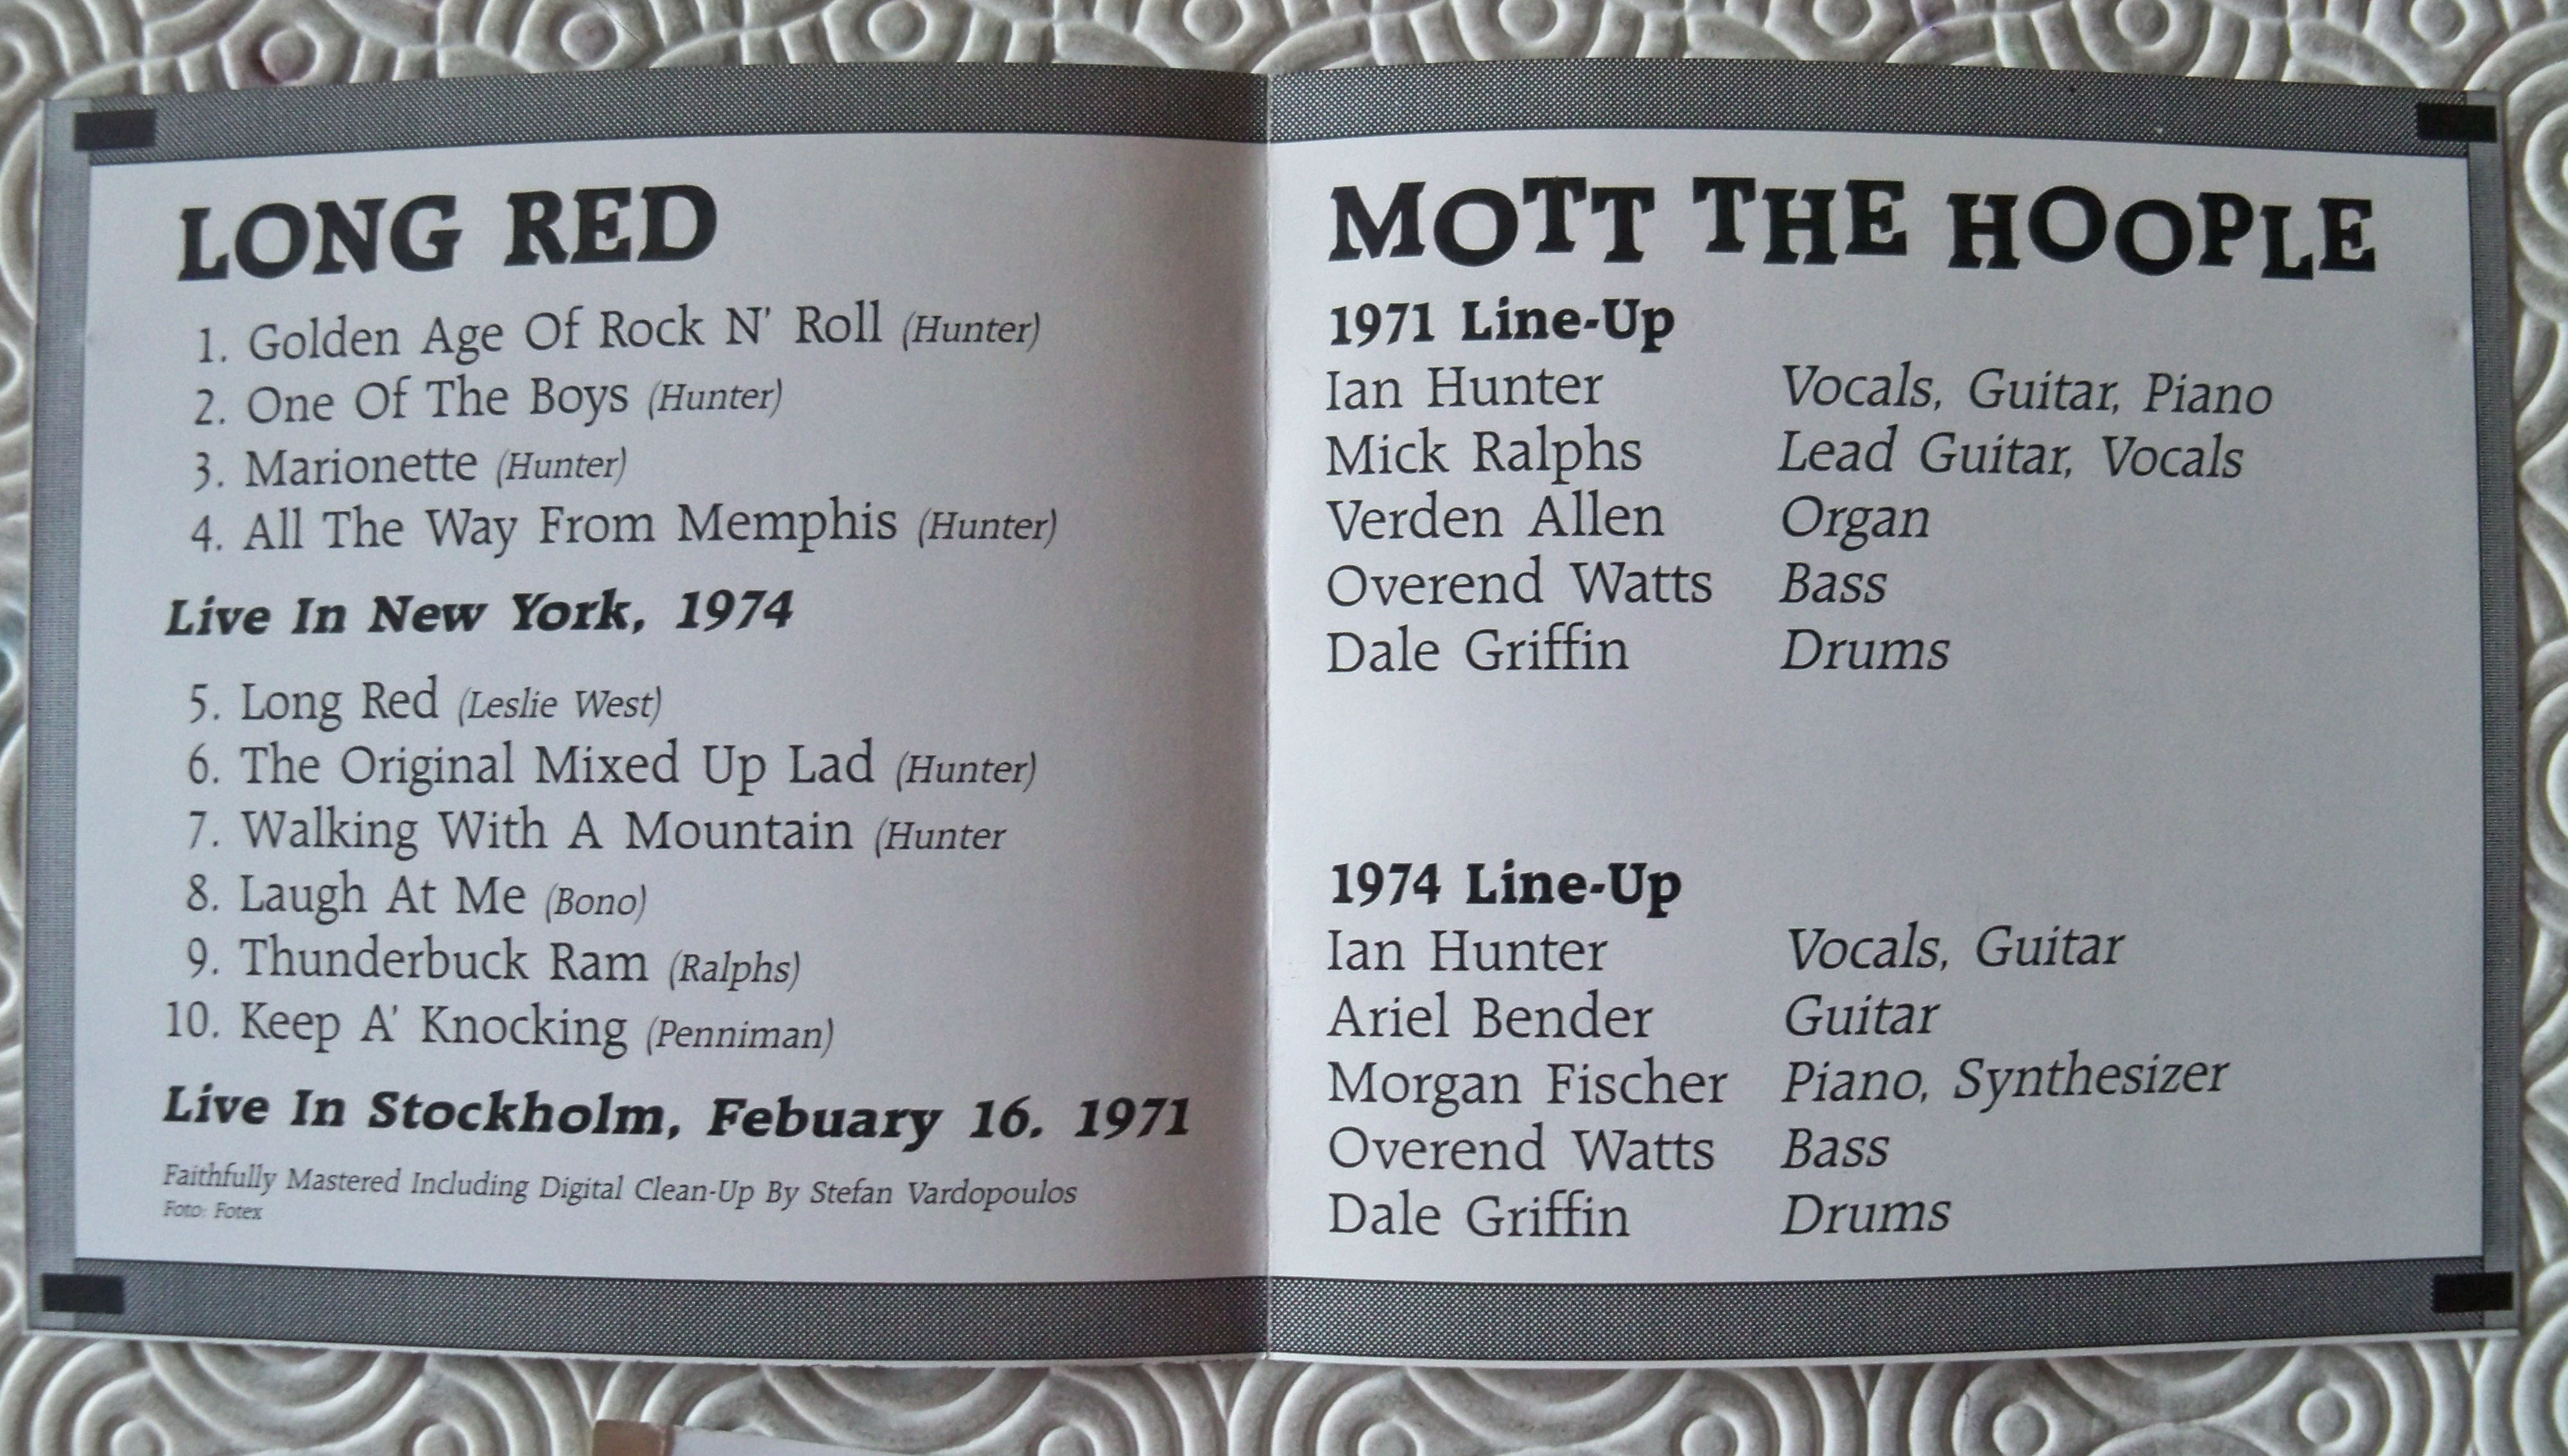 LONG RED
1. Golden Age Of Rock N' Roll (Hunter)
2. One Of The Boys (Hunter)
3. Marionette (Hunter)
4. All The Way From Memphis (Hunter)
Live In New York, 1974
5. Long Red (Leslie West)
6. The Original Mixed Up Lad (Hunter)
7. Walking With A Mountain (Hunter
8. Laugh At Me (Bono)
9. Thunderbuck Ram (Ralphs)
10. Keep A' Knocking (Penniman)
Live In Stockholm, Febuary 16. 1971
Faithfully Mastered Including Digital Clean-Up By Stefan Vardopoulos
Foto: Fotex
MOTT THE HOOPLE
1971 Line-Up
Ian Hunter Vocals, Guitar, Piano
Mick Ralphs Lead Guitar, Vocals
Verden Allen Organ
Overend Watts Bass
Dale Griffin Drums
1974 Line-Up
Ian Hunter Vocals, Guitar
Ariel Bender Guitar
Morgan Fischer Piano, Synthesizer
Overend Watts Bass
Dale Griffin Drums